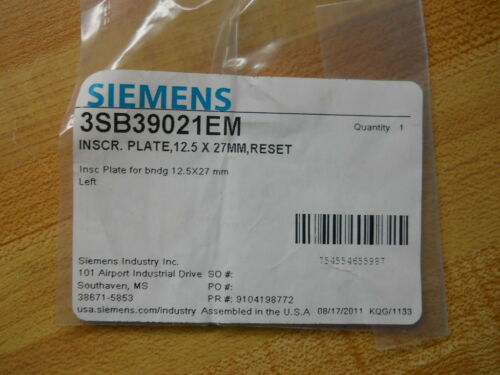 SIEMENS
3SB39021EM
Quantity 1
INSCR. PLATE,12.5 X 27MM,RESET
Insc Plate for bndg 12.5X27 mm
Left
754554655997
Siemens Industry Inc.
101 Airport Industrial Drive SO #:
Southaven, MS PO #:
38671-5853 PR #: 9104198772
usa.siemens.com/industry Assembled in the U.S.A 08/17/2011 KQG/1133